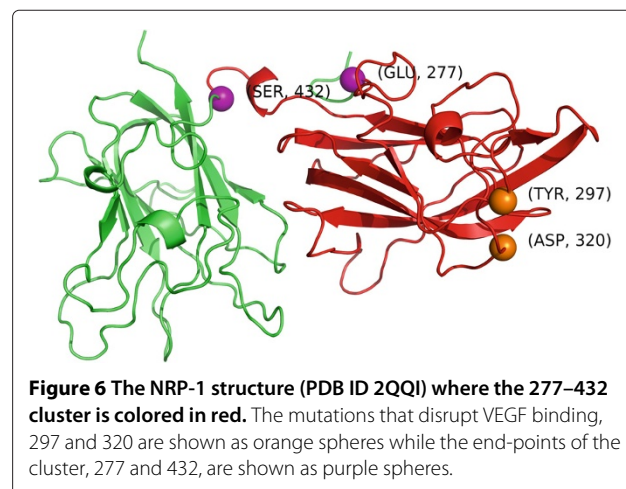 (GLU, 277)
SER, 432)
(TYR, 297)
(ASP, 320)
Figure 6 The NRP-1 structure (PDB ID 2QQI) where the 277–432
cluster is colored in red. The mutations that disrupt VEGF binding,
297 and 320 are shown as orange spheres while the end-points of the
cluster, 277 and 432, are shown as purple spheres.